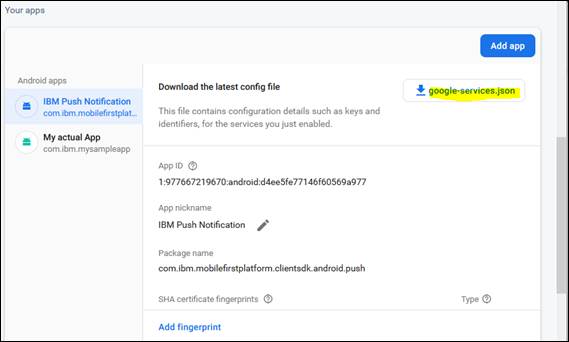 Your apps
Add app
Android apps
IBM Push Notification
com.ibm.mobilefirstplat...
My actual App
com.ibm.mysampleapp
Download the latest config file
google-services.json
This file contains configuration details such as keys and
identifiers, for the services you just enabled.
App ID
1:977667219670:android:d4ee5fe77146f60569a977
App nickname
IBM Push Notification
Package name
com.ibm.mobilefirstplatform.clientsdk.android.push
SHA certificate fingerprints
Type
Add fingerprint